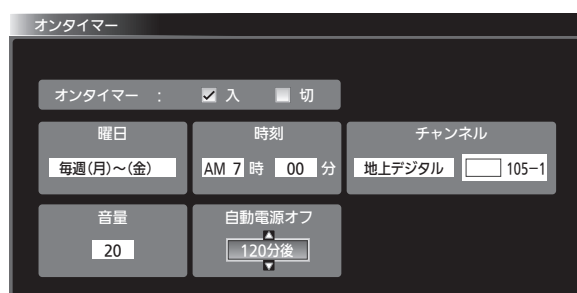 オンタイマー
オンタイマー : 入 切
曜日 時刻 チャンネル
毎週(月)~(金) AM 7 時 00 分 地上デジタル 105-1
音量 自動電源オフ
20 120分後